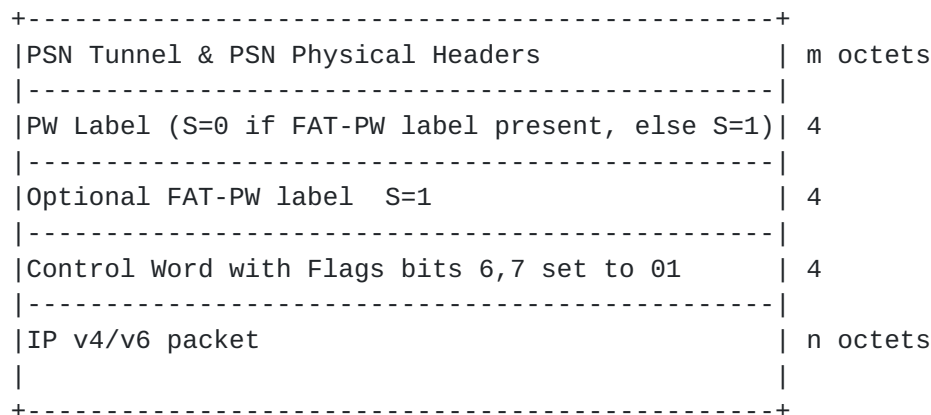 +------------------------------------------------+
|PSN Tunnel & PSN Physical Headers               | m octets
|------------------------------------------------|
|PW Label (S=0 if FAT-PW label present, else S=1)| 4
|------------------------------------------------|
|Optional FAT-PW label  S=1                      | 4
|------------------------------------------------|
|Control Word with Flags bits 6,7 set to 01      | 4
|------------------------------------------------|
|IP v4/v6 packet                                 | n octets
|                                                |
+------------------------------------------------+